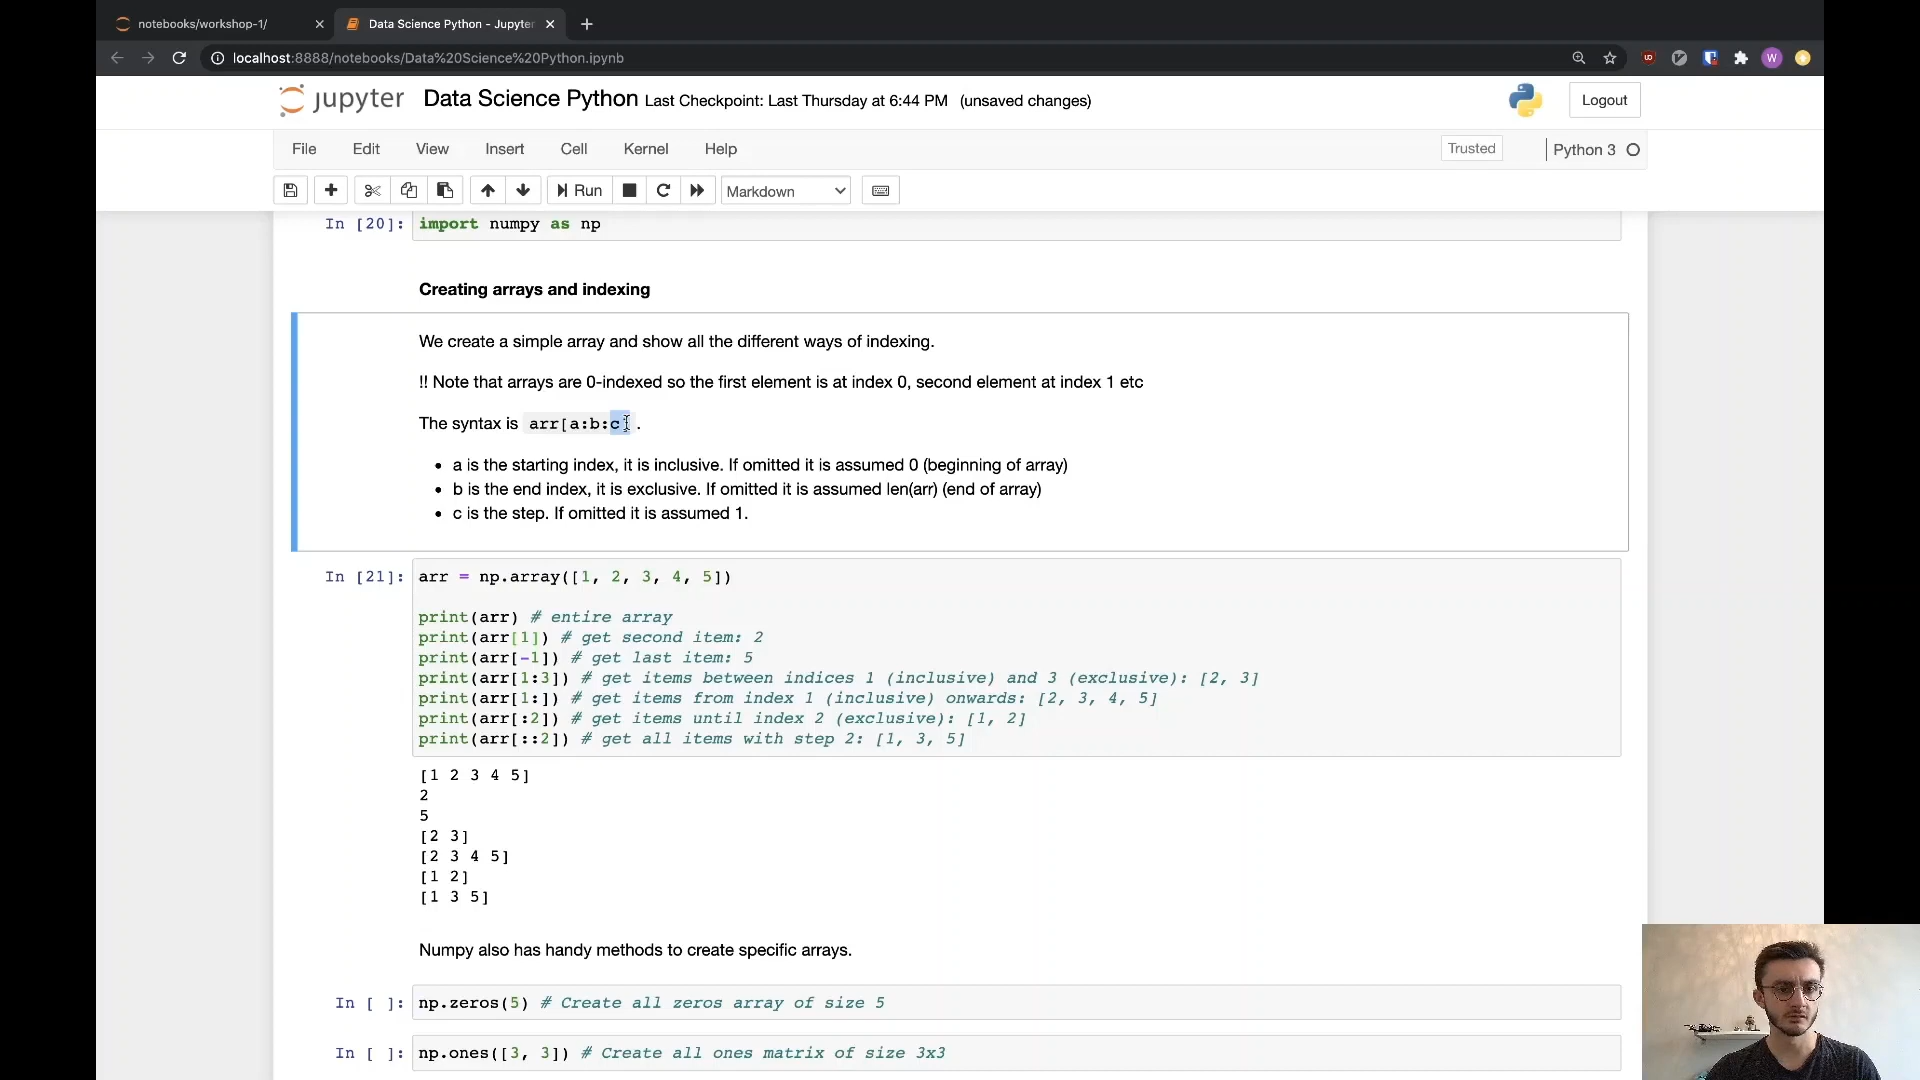 notebooks/workshop-1/
Data Science Python - Jupyter
localhost:8888/notebooks/Data%20Science%20Python.ipynb
W
jupyter Data Science Python Last Checkpoint: Last Thursday at 6:44 PM (unsaved changes)
Logout
File Edit View Insert Cell Kernel Help
Trusted
Python 3
Run
Markdown
In [20]: import numpy as np
Creating arrays and indexing
We create a simple array and show all the different ways of indexing.
!! Note that arrays are 0-indexed so the first element is at index 0, second element at index 1 etc
The syntax is arr[a:b:c] .
• a is the starting index, it is inclusive. If omitted it is assumed 0 (beginning of array)
• b is the end index, it is exclusive. If omitted it is assumed len(arr) (end of array)
• c is the step. If omitted it is assumed 1.
In [21]: arr = np.array([1, 2, 3, 4, 5])
print(arr) # entire array
print(arr[1]) # get second item: 2
print(arr[-1]) # get last item: 5
print(arr[1:3]) # get items between indices 1 (inclusive) and 3 (exclusive): [2, 3]
print(arr[1:]) # get items from index 1 (inclusive) onwards: [2, 3, 4, 5]
print(arr[:2]) # get items until index 2 (exclusive): [1, 2]
print(arr[::2]) # get all items with step 2: [1, 3, 5]
[1 2 3 4 5]
2
5
[2 3]
[2 3 4 5]
[1 2]
[1 3 5]
Numpy also has handy methods to create specific arrays.
In [ ]: np.zeros(5) # Create all zeros array of size 5
In [ ]: np.ones([3, 3]) # Create all ones matrix of size 3x3